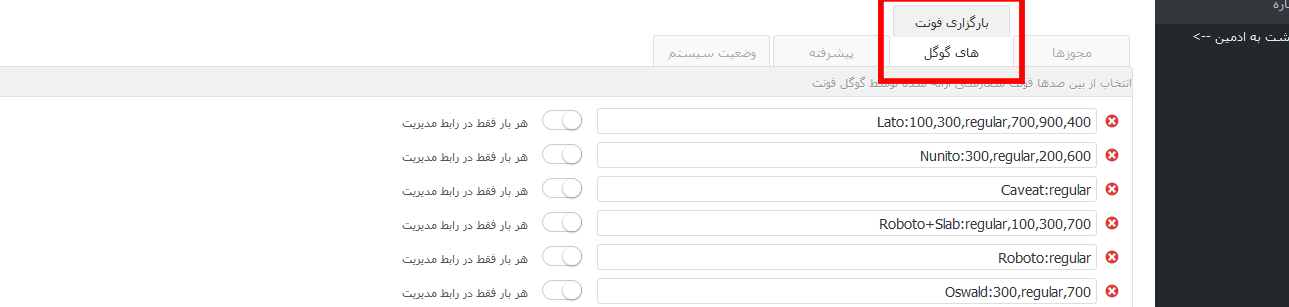 اره
شت به ادمین -->
بارگزاری فونت
مجوزها
های گوگل
پیشرفته
وضعیت سیستم
انتخاب از بین صدها فونت سفارشی ارائه شده توسط گوگل فونت
Lato:100,300,regular,700,900,400
هر بار فقط در رابط مدیریت
Nunito:300,regular,200,600
هر بار فقط در رابط مدیریت
Caveat:regular
هر بار فقط در رابط مدیریت
Roboto+Slab:regular,100,300,700
هر بار فقط در رابط مدیریت
Roboto:regular
هر بار فقط در رابط مدیریت
Oswald:300,regular,700
هر بار فقط در رابط مدیریت